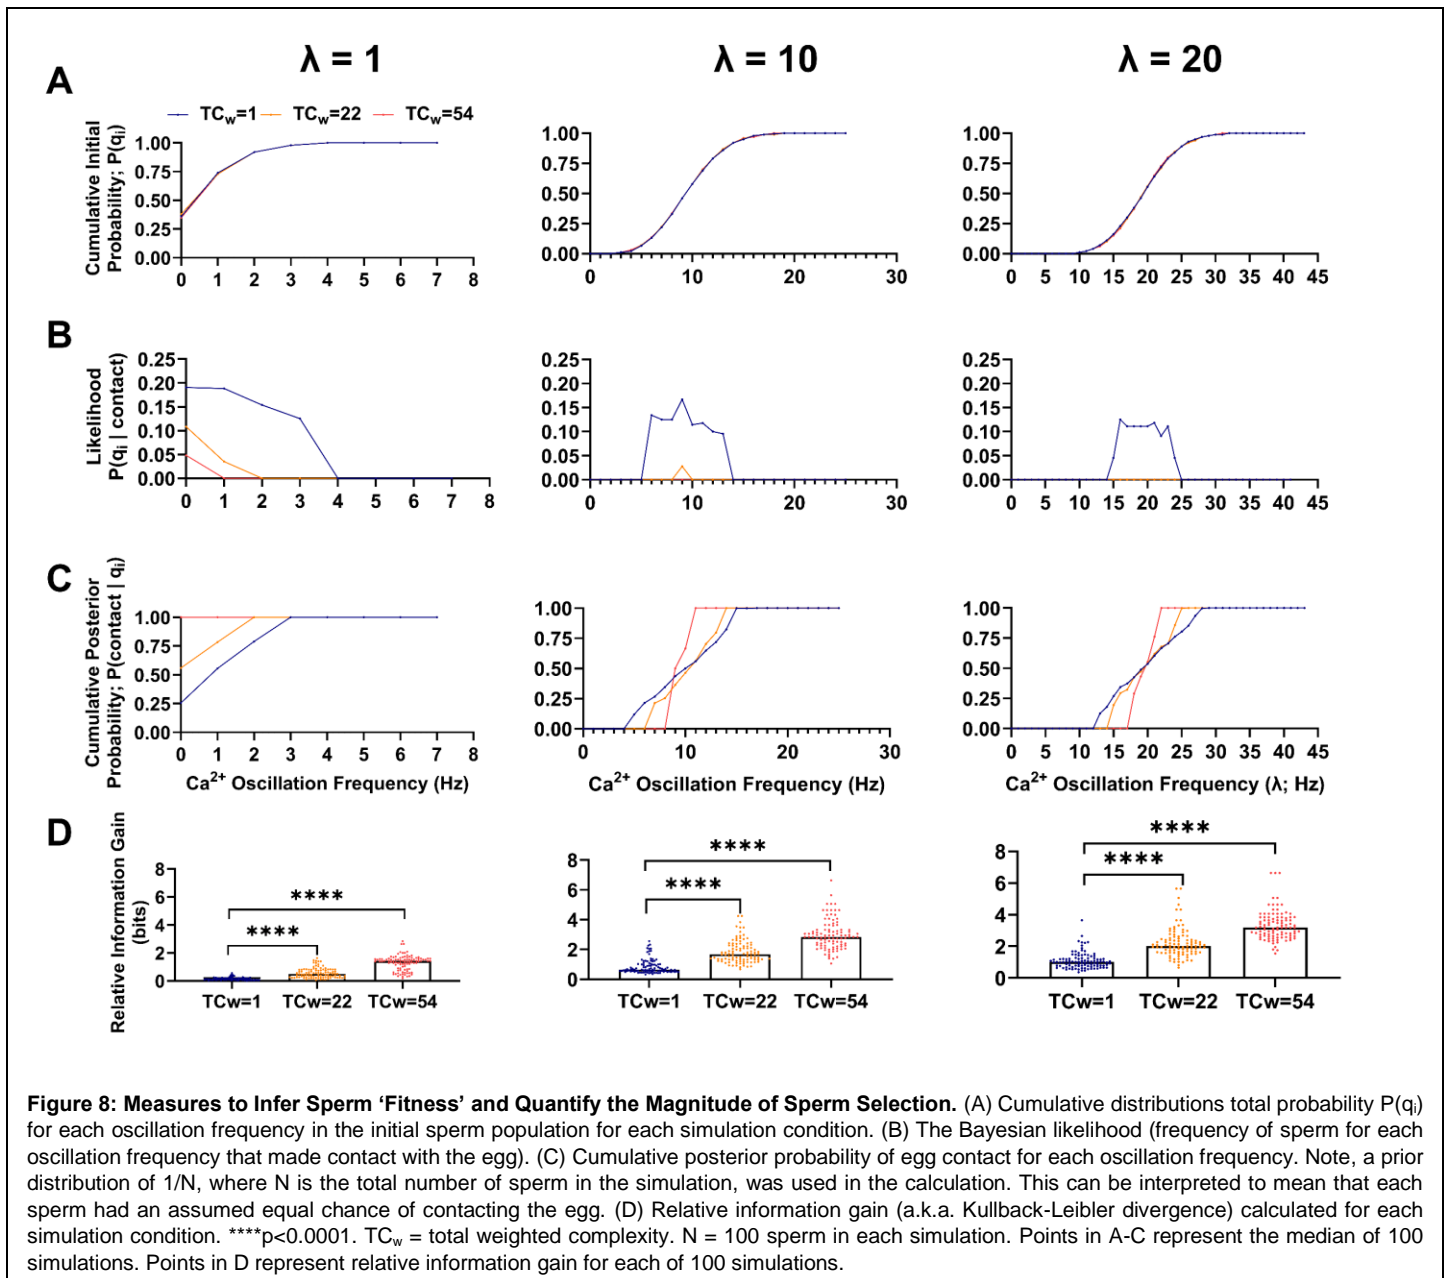 λ = 1
λ = 10
λ = 20
A
TCw=1 TCw=22 TCw=54
Cumulative Initial
Probability; P(qi)
1.00
0.75
0.50
0.25
0.00
0 1 2 3 4 5 6 7 8
1.00
0.75
0.50
0.25
0.00
0 10 20 30
1.00
0.75
0.50
0.25
0.00
0 5 10 15 20 25 30 35 40 45
B
Likelihood
P(qi | contact)
0.25
0.20
0.15
0.10
0.05
0.00
0 1 2 3 4 5 6 7 8
0.25
0.20
0.15
0.10
0.05
0.00
0 10 20 30
0.25
0.20
0.15
0.10
0.05
0.00
0 5 10 15 20 25 30 35 40 45
C
Cumulative Posterior
Probability; P(contact | qi)
1.00
0.75
0.50
0.25
0.00
0 1 2 3 4 5 6 7 8
Ca2+ Oscillation Frequency (Hz)
1.00
0.75
0.50
0.25
0.00
0 10 20 30
Ca2+ Oscillation Frequency (Hz)
1.00
0.75
0.50
0.25
0.00
0 5 10 15 20 25 30 35 40 45
Ca2+ Oscillation Frequency (λ; Hz)
D
Relative Information Gain
(bits)
8
6
4
2
0
****
****
TCw=1 TCw=22 TCw=54
8
6
4
2
0
****
****
TCw=1 TCw=22 TCw=54
8
6
4
2
0
****
****
TCw=1 TCw=22 TCw=54
Figure 8: Measures to Infer Sperm ‘Fitness’ and Quantify the Magnitude of Sperm Selection. (A) Cumulative distributions total probability P(qi)
for each oscillation frequency in the initial sperm population for each simulation condition. (B) The Bayesian likelihood (frequency of sperm for each
oscillation frequency that made contact with the egg). (C) Cumulative posterior probability of egg contact for each oscillation frequency. Note, a prior
distribution of 1/N, where N is the total number of sperm in the simulation, was used in the calculation. This can be interpreted to mean that each
sperm had an assumed equal chance of contacting the egg. (D) Relative information gain (a.k.a. Kullback-Leibler divergence) calculated for each
simulation condition. ****p<0.0001. TCw = total weighted complexity. N = 100 sperm in each simulation. Points in A-C represent the median of 100
simulations. Points in D represent relative information gain for each of 100 simulations.